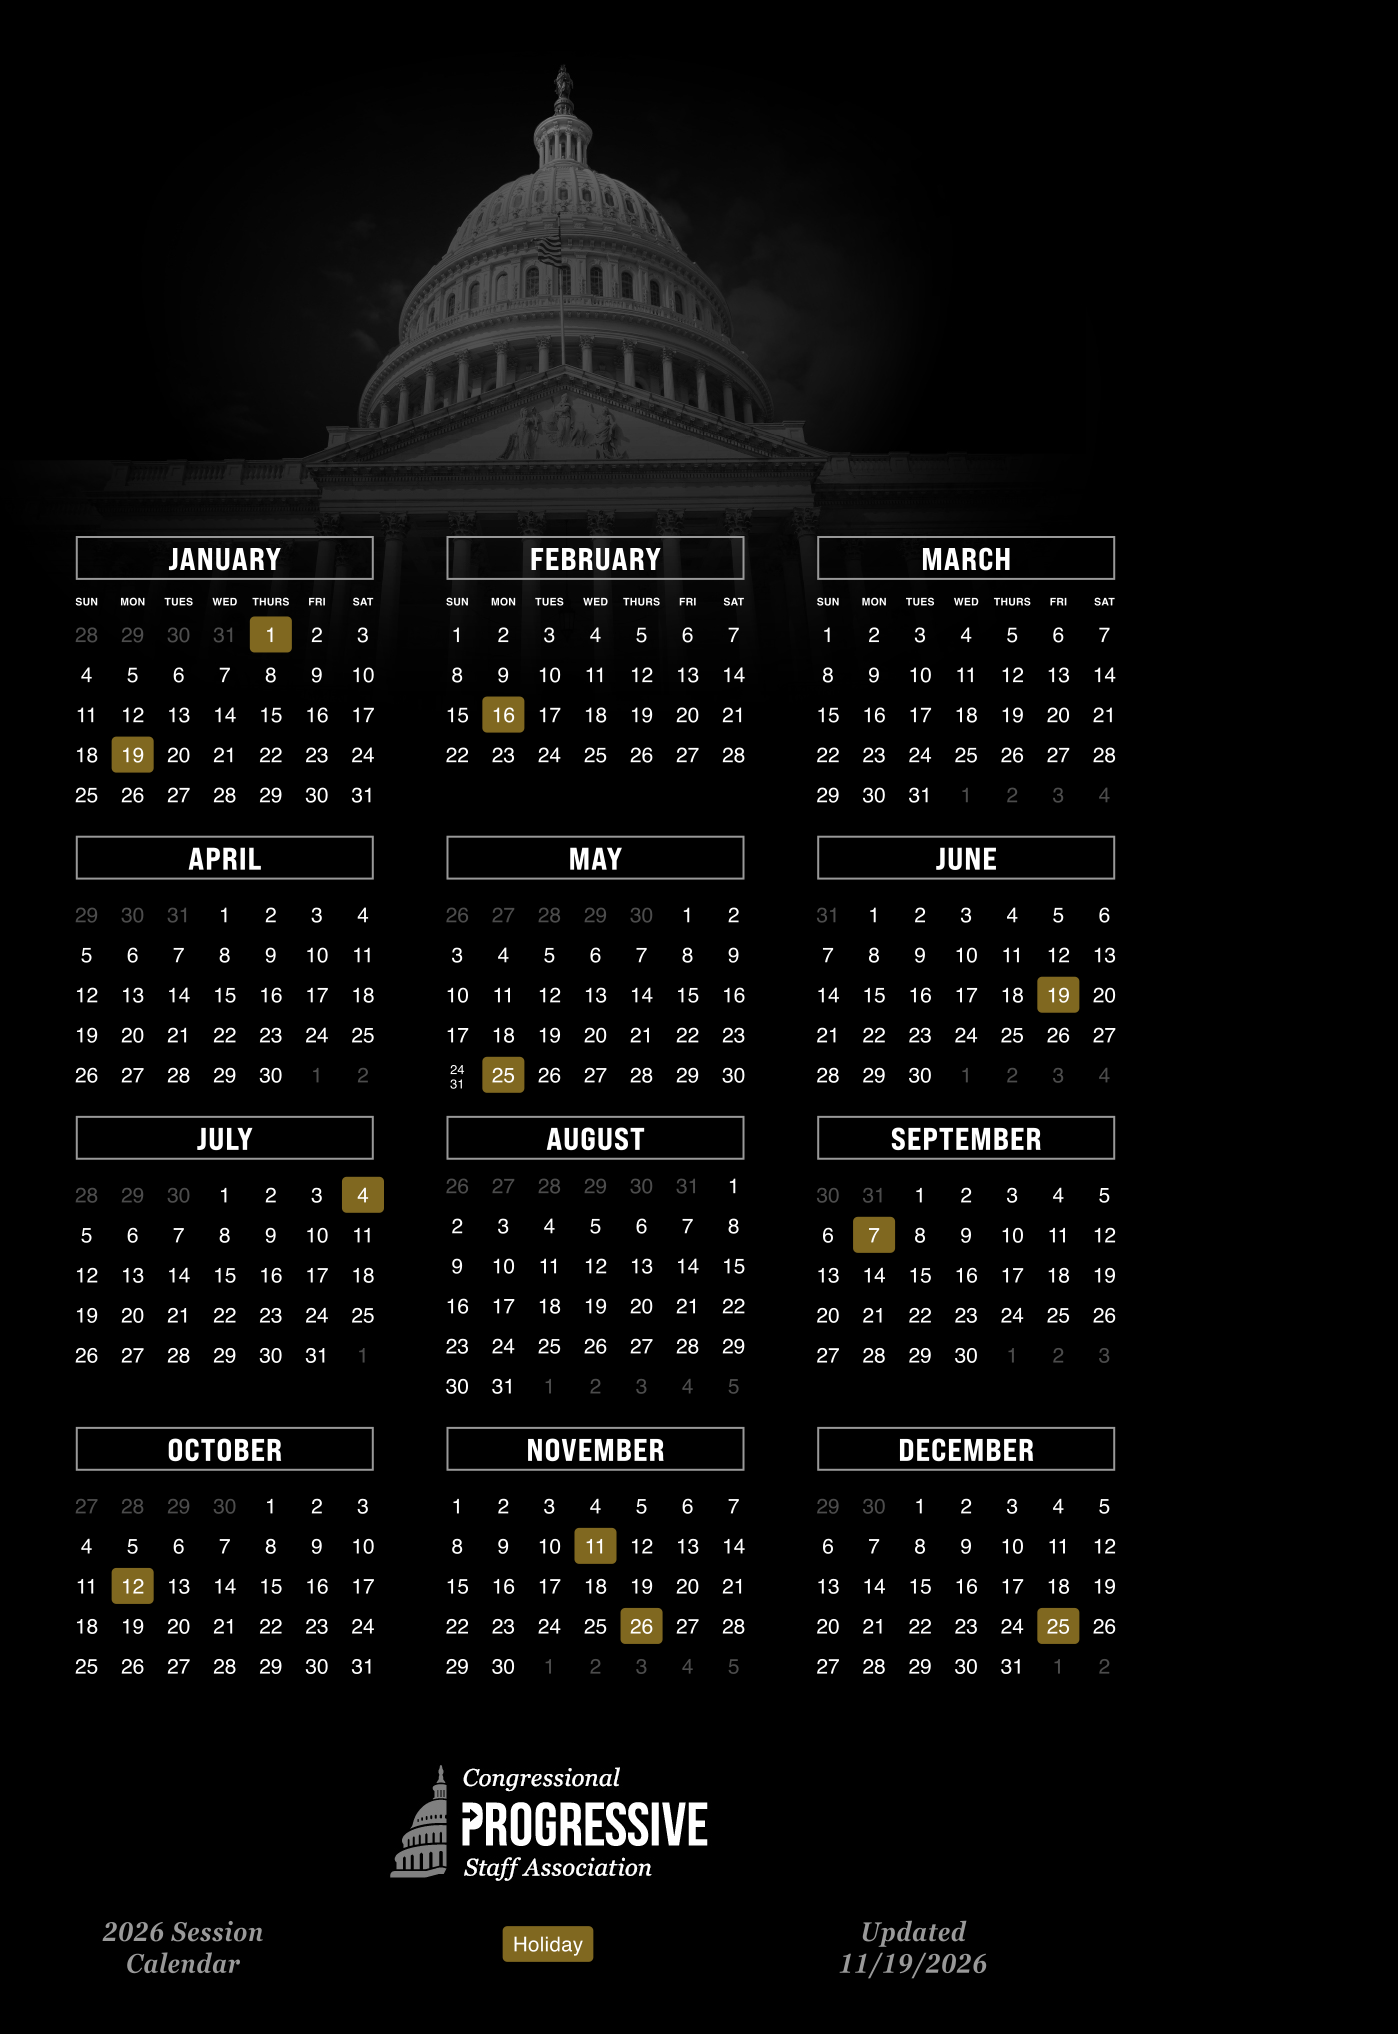 JANUARY
SUN MON TUES WED THURS FRI SAT
28 29 30 31 1 2 3
4 5 6 7 8 9 10
11 12 13 14 15 16 17
18 19 20 21 22 23 24
25 26 27 28 29 30 31
FEBRUARY
SUN MON TUES WED THURS FRI SAT
1 2 3 4 5 6 7
8 9 10 11 12 13 14
15 16 17 18 19 20 21
22 23 24 25 26 27 28
MARCH
SUN MON TUES WED THURS FRI SAT
1 2 3 4 5 6 7
8 9 10 11 12 13 14
15 16 17 18 19 20 21
22 23 24 25 26 27 28
29 30 31 1 2 3 4
APRIL
29 30 31 1 2 3 4
5 6 7 8 9 10 11
12 13 14 15 16 17 18
19 20 21 22 23 24 25
26 27 28 29 30 1 2
MAY
26 27 28 29 30 1 2
3 4 5 6 7 8 9
10 11 12 13 14 15 16
17 18 19 20 21 22 23
24 31 25 26 27 28 29 30
JUNE
31 1 2 3 4 5 6
7 8 9 10 11 12 13
14 15 16 17 18 19 20
21 22 23 24 25 26 27
28 29 30 1 2 3 4
JULY
28 29 30 1 2 3 4
5 6 7 8 9 10 11
12 13 14 15 16 17 18
19 20 21 22 23 24 25
26 27 28 29 30 31 1
AUGUST
26 27 28 29 30 31 1
2 3 4 5 6 7 8
9 10 11 12 13 14 15
16 17 18 19 20 21 22
23 24 25 26 27 28 29
30 31 1 2 3 4 5
SEPTEMBER
30 31 1 2 3 4 5
6 7 8 9 10 11 12
13 14 15 16 17 18 19
20 21 22 23 24 25 26
27 28 29 30 1 2 3
OCTOBER
27 28 29 30 1 2 3
4 5 6 7 8 9 10
11 12 13 14 15 16 17
18 19 20 21 22 23 24
25 26 27 28 29 30 31
NOVEMBER
1 2 3 4 5 6 7
8 9 10 11 12 13 14
15 16 17 18 19 20 21
22 23 24 25 26 27 28
29 30 1 2 3 4 5
DECEMBER
29 30 1 2 3 4 5
6 7 8 9 10 11 12
13 14 15 16 17 18 19
20 21 22 23 24 25 26
27 28 29 30 31 1 2
Congressional
PROGRESSIVE
Staff Association
2026 Session
Calendar
Holiday
Updated
11/19/2026